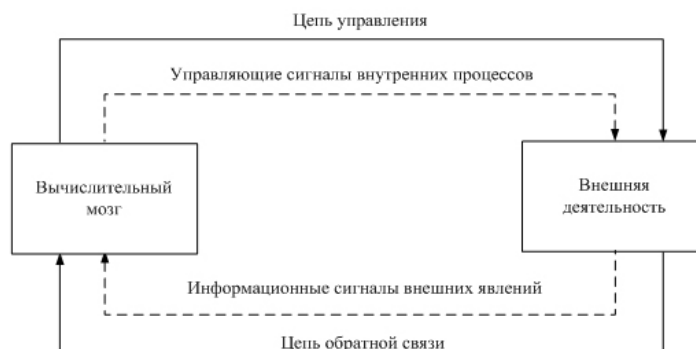 Цепь управления
Управляющие сигналы внутренних процессов
Вычислительный
мозг
Внешняя
деятельность
Информационные сигналы внешних явлений
Цепь обратной связи